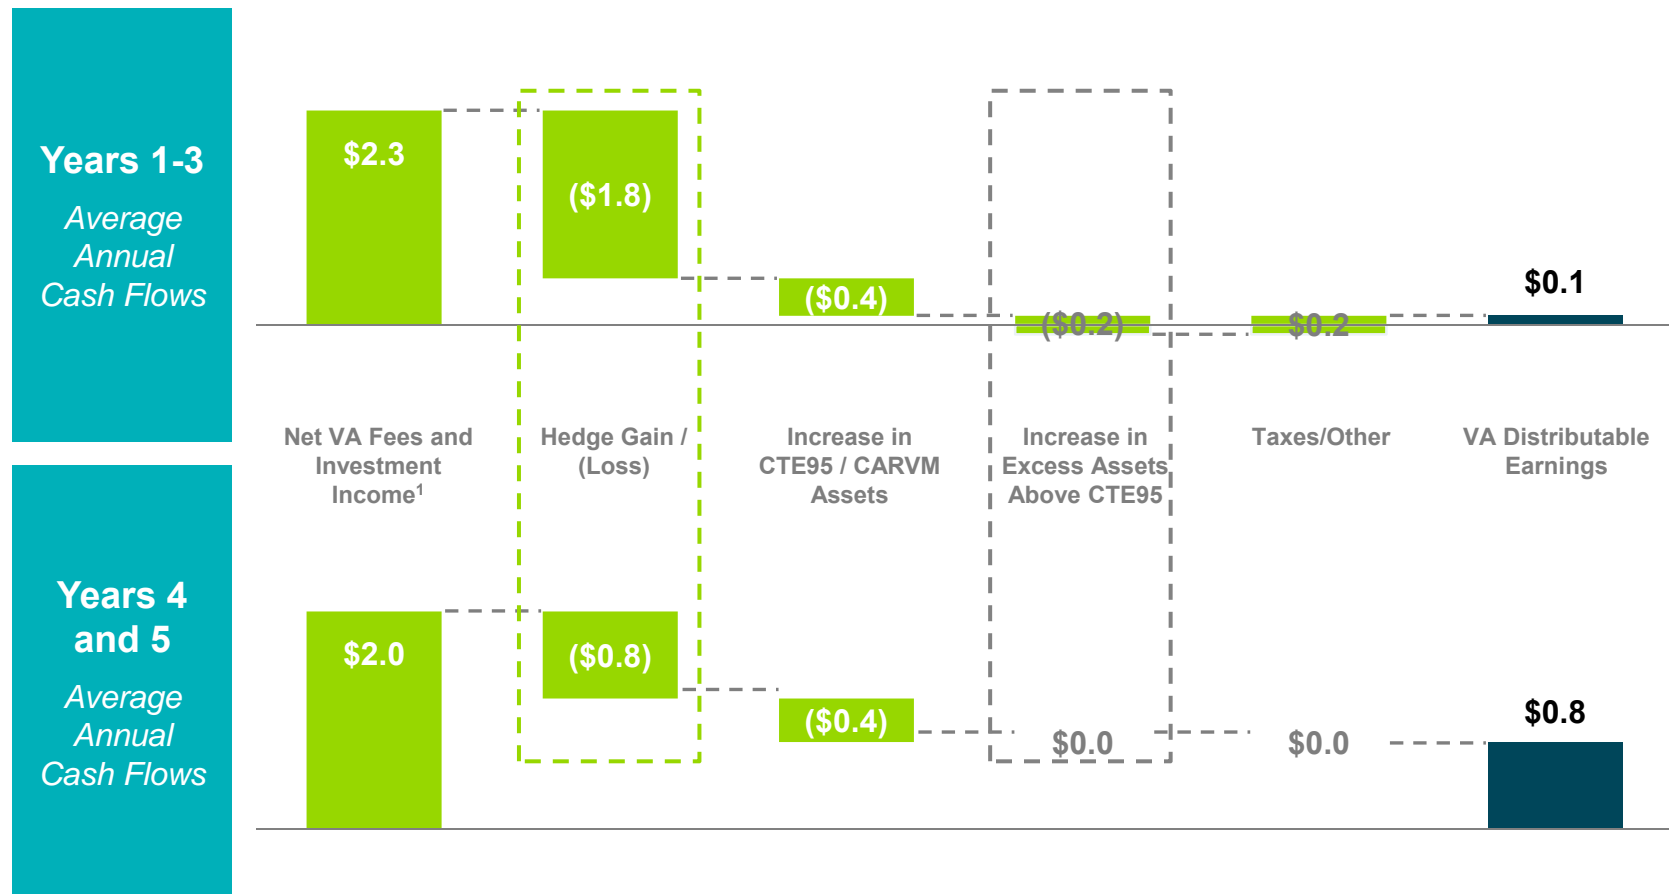 Years 1-3
Average
Annual
Cash Flows
$2.3
($1.8)
($0.4)
($0.2)
$0.2
$0.1
Net VA Fees and
Investment
Income¹
Hedge Gain /
(Loss)
Increase in
CTE95 / CARVM
Assets
Increase in
Excess Assets
Above CTE95
Taxes/Other
VA Distributable
Earnings
Years 4
and 5
Average
Annual
Cash Flows
$2.0
($0.8)
($0.4)
$0.0
$0.0
$0.8